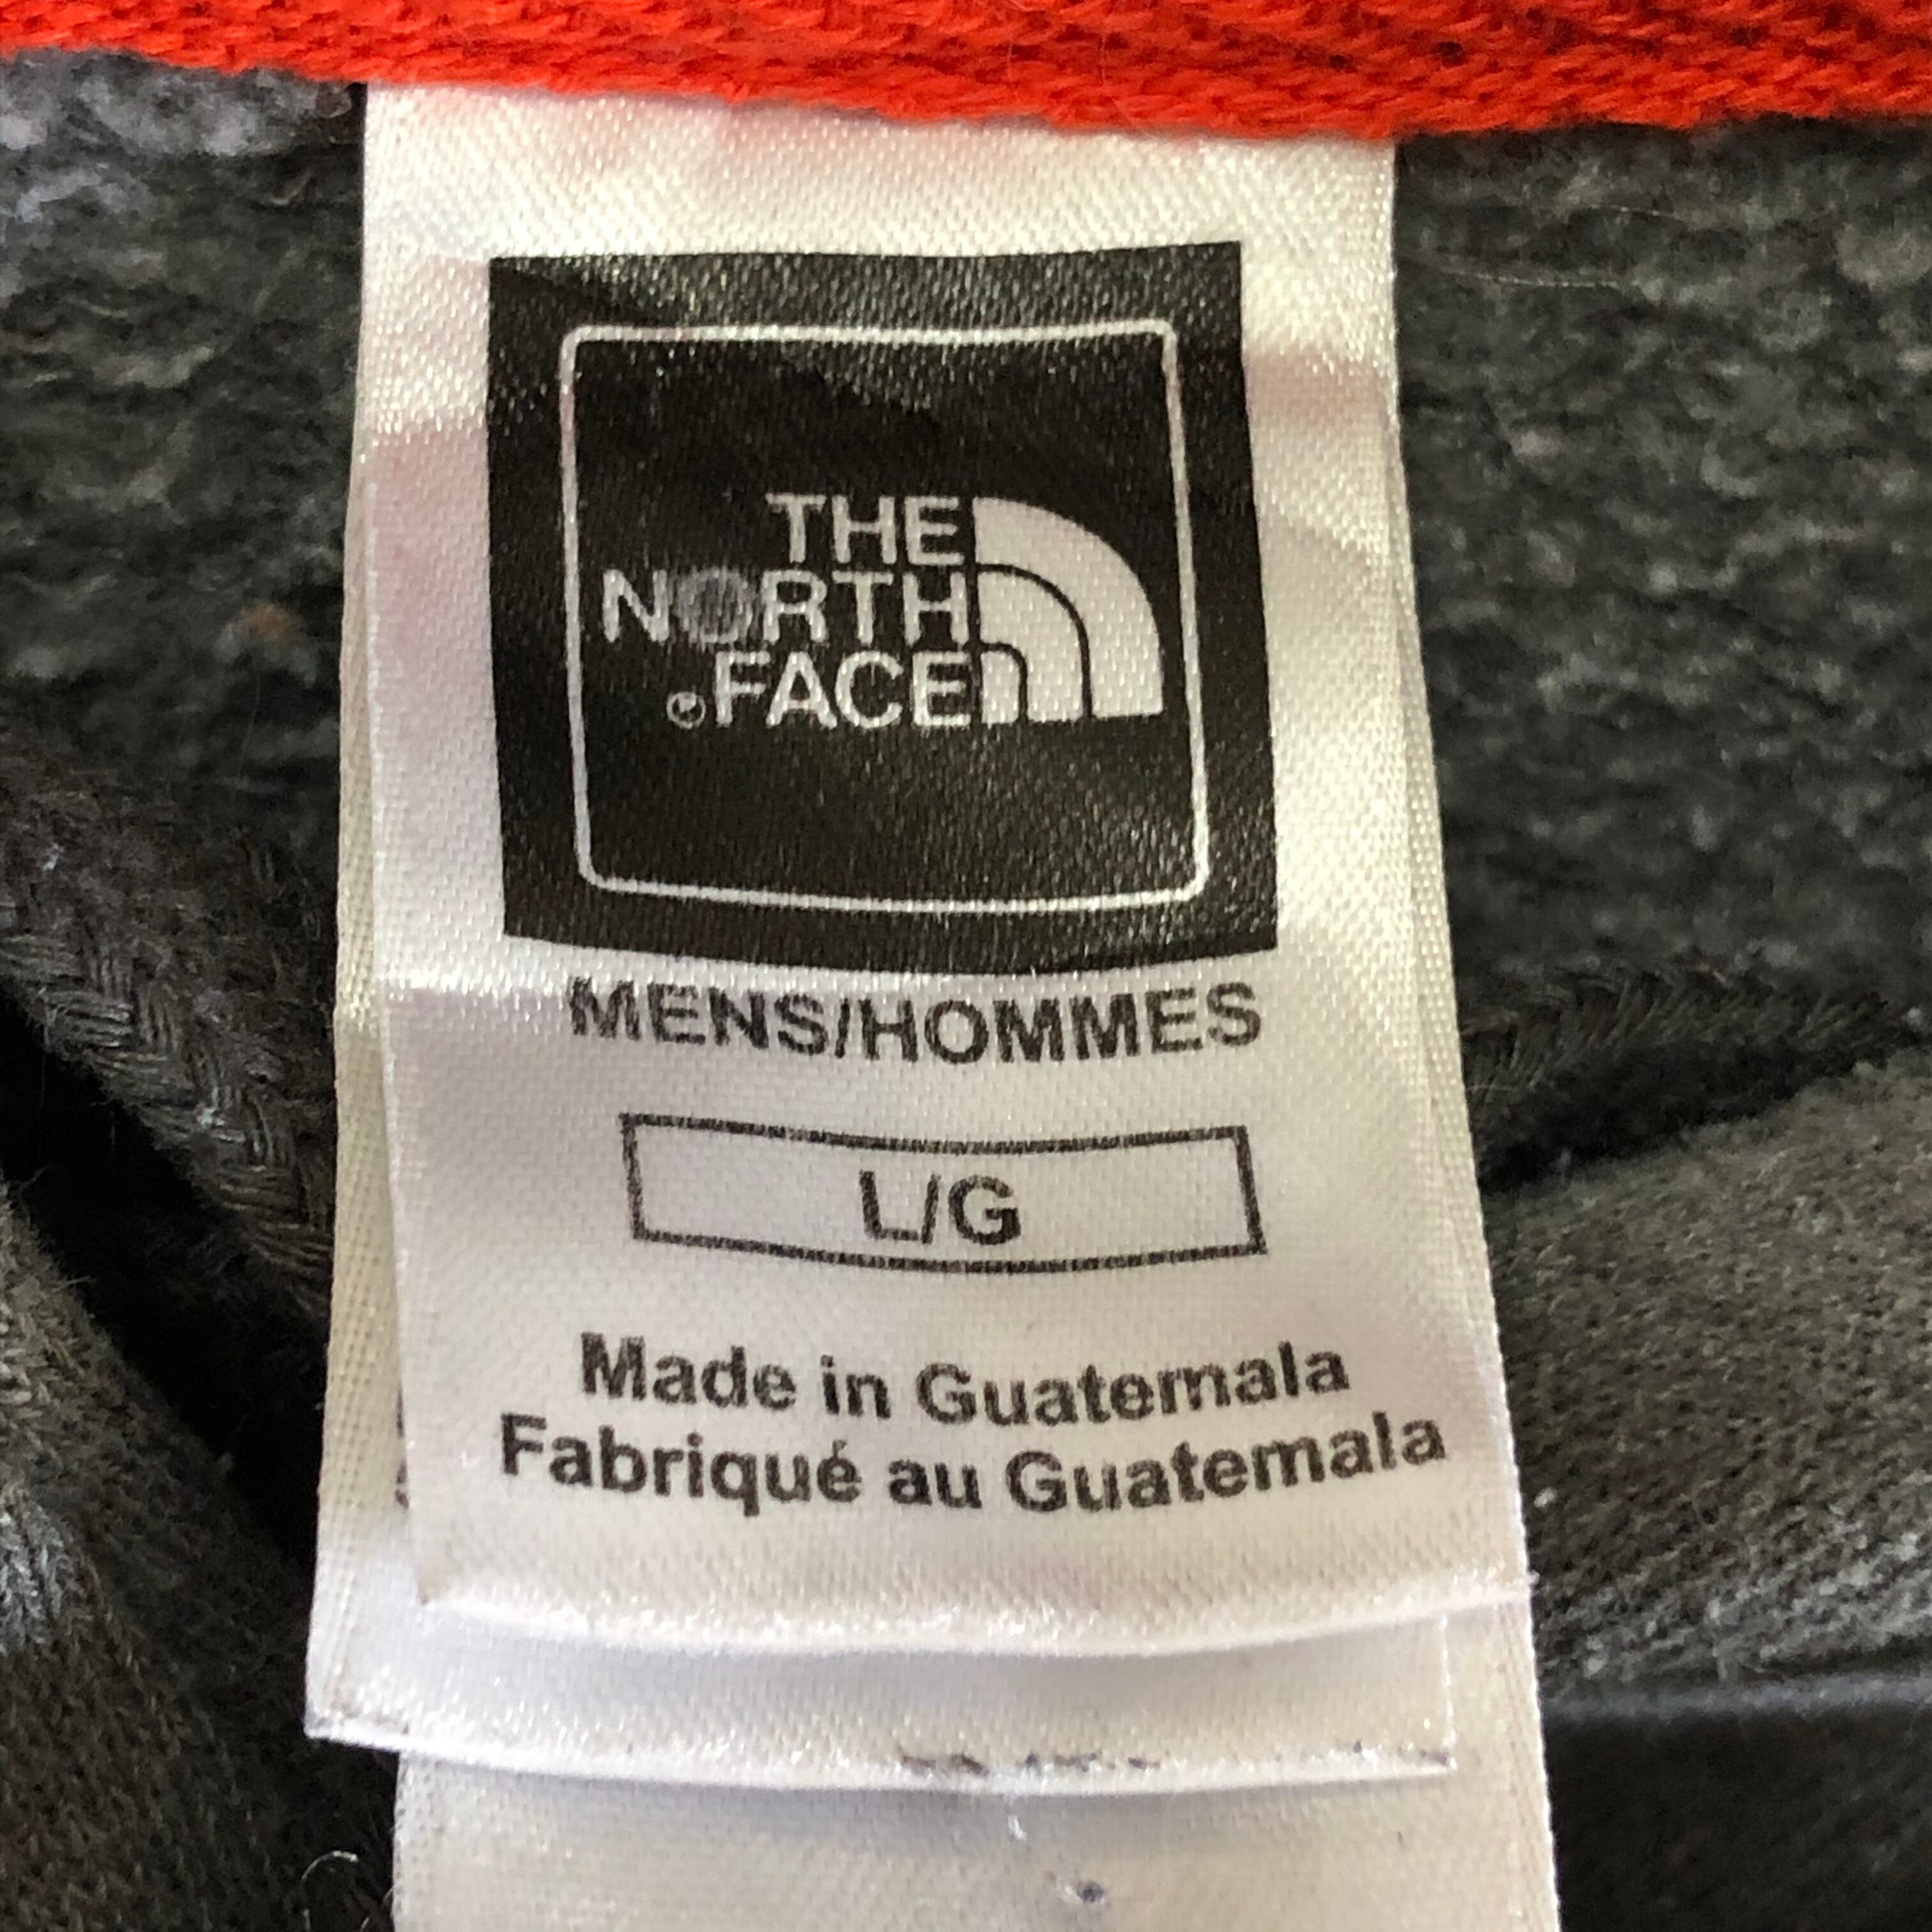 THE
NORTH
®FACE
MENS/HOMMES
L/G
Made in Guatemala
Fabriqué au Guatemala